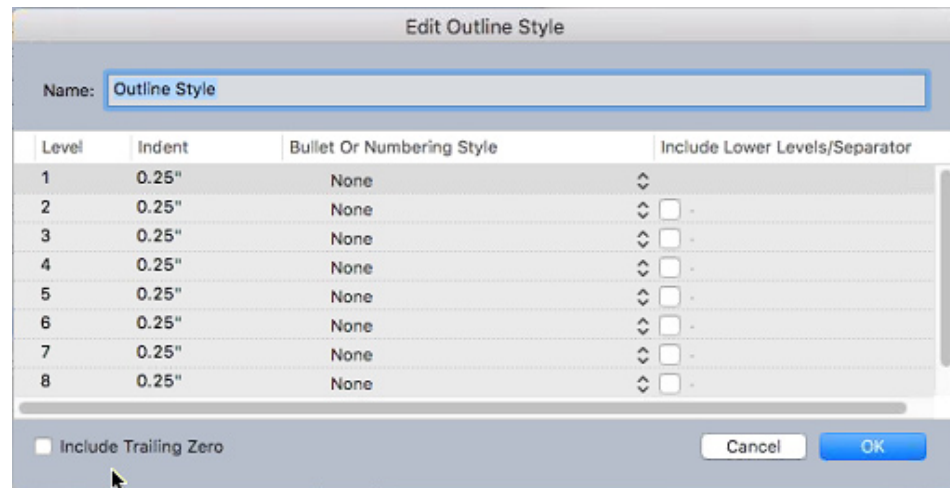 Edit Outline Style
Name: Outline Style
Level Indent Bullet Or Numbering Style Include Lower Levels/Separator
1 0.25" None
2 0.25" None .
3 0.25" None .
4 0.25" None .
5 0.25" None .
6 0.25" None .
7 0.25" None .
8 0.25" None .
Include Trailing Zero Cancel OK